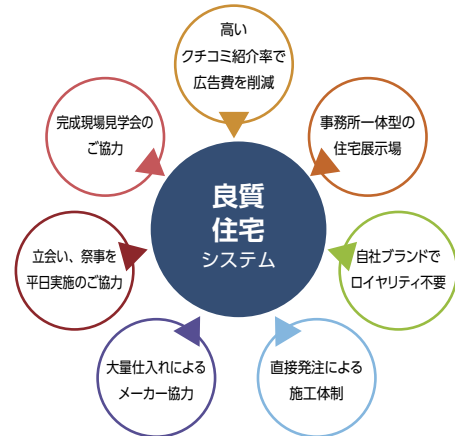 高い
クチコミ紹介率で
広告費を削減
完成現場見学会の
ご協力
事務所一体型の
住宅展示場
良質
住宅
システム
立会い、祭事を
平日実施のご協力
自社ブランドで
ロイヤリティ不要
大量仕入れによる
メーカー協力
直接発注による
施工体制